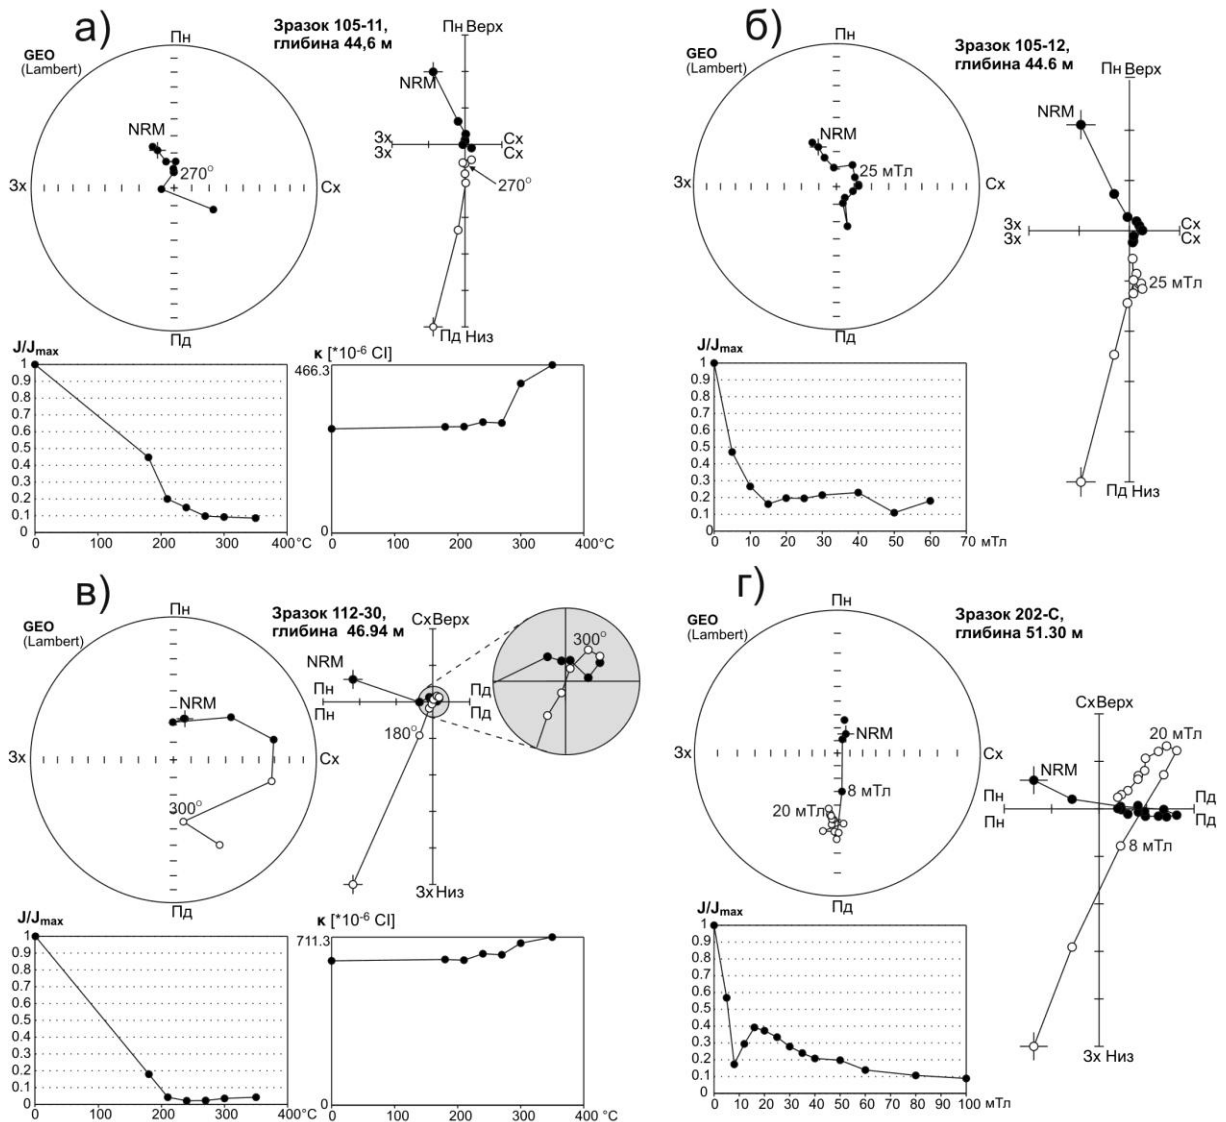 а)
GEO
(Lambert)
Пн
Зразок 105-11,
глибина 44,6 м
Пн Верх
NRM
NRM
270°
Зх
Сх
Зх
Зх
Сх
Сх
270°
Пд
Пд Низ
J/Jmax
1
0.9
0.8
0.7
0.6
0.5
0.4
0.3
0.2
0.1
0
0 100 200 300 400°C
к [*10-6 СІ]
466.3
0
0 100 200 300 400°C
б)
GEO
(Lambert)
Пн
Зразок 105-12,
глибина 44.6 м
Пн Верх
NRM
NRM
25 мТл
Зх
Сх
Зх
Зх
Сх
Сх
25 мТл
Пд
Пд Низ
J/Jmax
1
0.9
0.8
0.7
0.6
0.5
0.4
0.3
0.2
0.1
0
0 10 20 30 40 50 60 70 мТл
в)
GEO
(Lambert)
Пн
Зразок 112-30,
глибина 46.94 м
Сх Верх
NRM
NRM
300°
Пн
Пн
Пд
Пд
180°
Зх
Сх
300°
Пд
Зх Низ
J/Jmax
1
0.9
0.8
0.7
0.6
0.5
0.4
0.3
0.2
0.1
0
0 100 200 300 400 °C
к [*10-6 СІ]
711.3
0
0 100 200 300 400 °C
г)
GEO
(Lambert)
Пн
Зразок 202-С,
глибина 51.30 м
Сх Верх
20 мТл
NRM
NRM
Зх
Сх
Пн
Пн
Пд
Пд
8 мТл
20 мТл
8 мТл
Пд
Зх Низ
J/Jmax
1
0.9
0.8
0.7
0.6
0.5
0.4
0.3
0.2
0.1
0
0 10 20 30 40 50 60 70 80 90 100 мТл